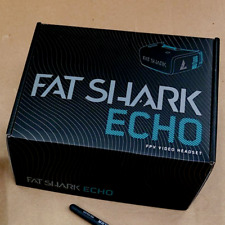 FAT SHARK
ECHO
FPV VIDEO HEADSET
FAT SHARK ECHO